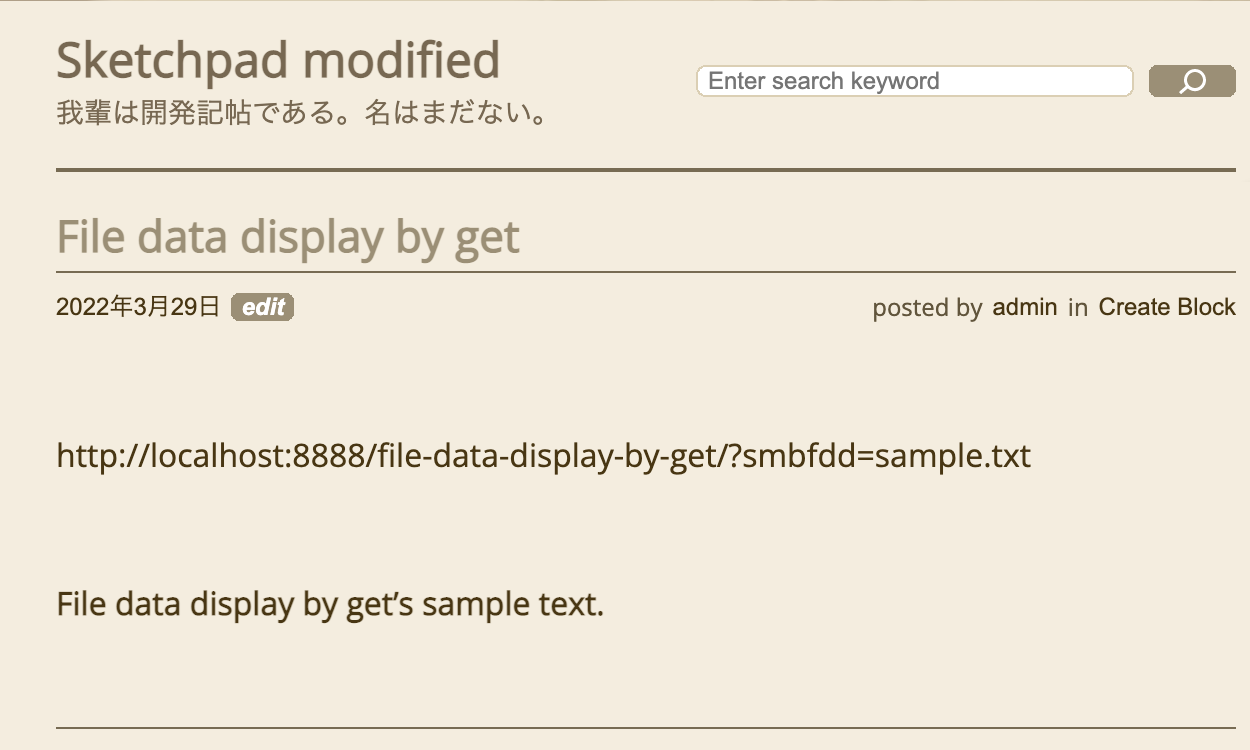 Sketchpad modified
我輩は開発記帖である。名はまだない。
Enter search keyword
File data display by get
2022年3月29日 edit posted by admin in Create Block
http://localhost:8888/file-data-display-by-get/?smbfdd=sample.txt
File data display by get’s sample text.